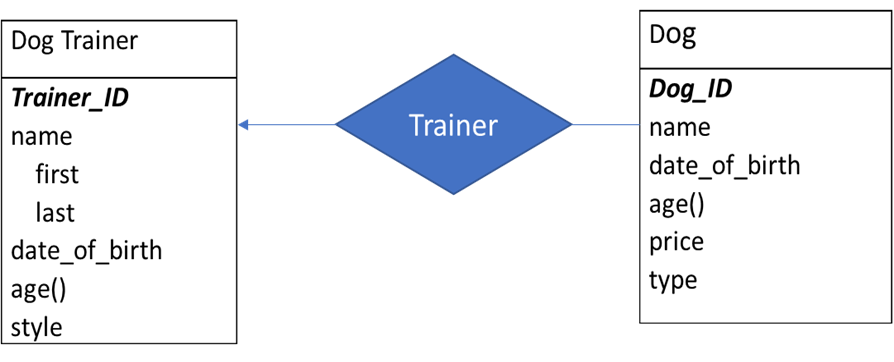 Dog Trainer
Trainer_ID
name
first
last
date_of_birth
age()
style
Trainer
Dog
Dog_ID
name
date_of_birth
age()
price
type